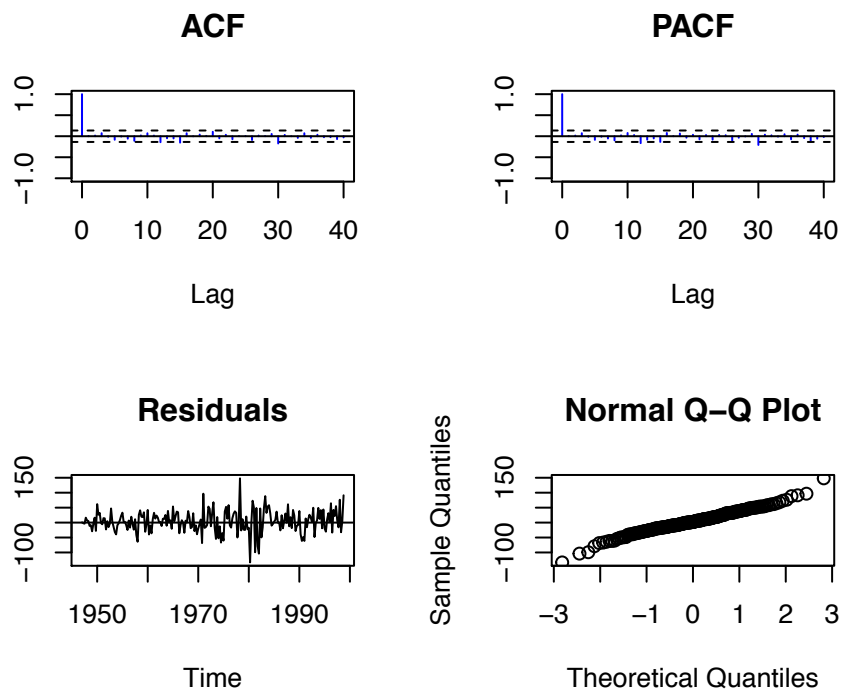 ACF
1.0
−1.0
0 10 20 30 40
Lag
PACF
1.0
−1.0
0 10 20 30 40
Lag
Residuals
150
−100
1950 1970 1990
Time
Normal Q−Q Plot
Sample Quantiles
150
−100
−3 −1 0 1 2 3
Theoretical Quantiles